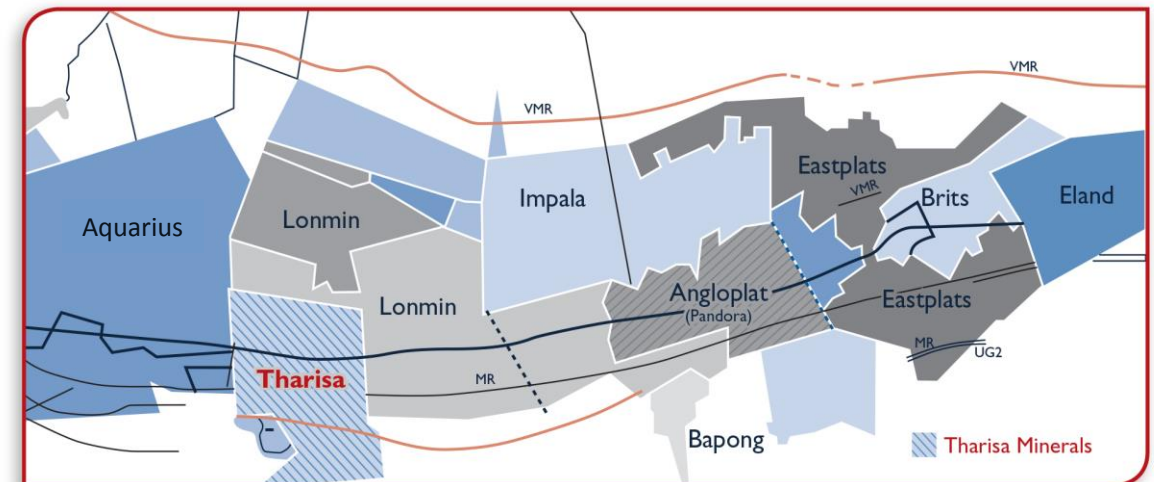 VMR
VMR
Eastplats
VMR
Impala
Brits
Eland
Aquarius
Lonmin
Lonmin
Angloplat
(Pandora)
Eastplats
MR
UG2
Tharisa
MR
Bapong
Tharisa Minerals